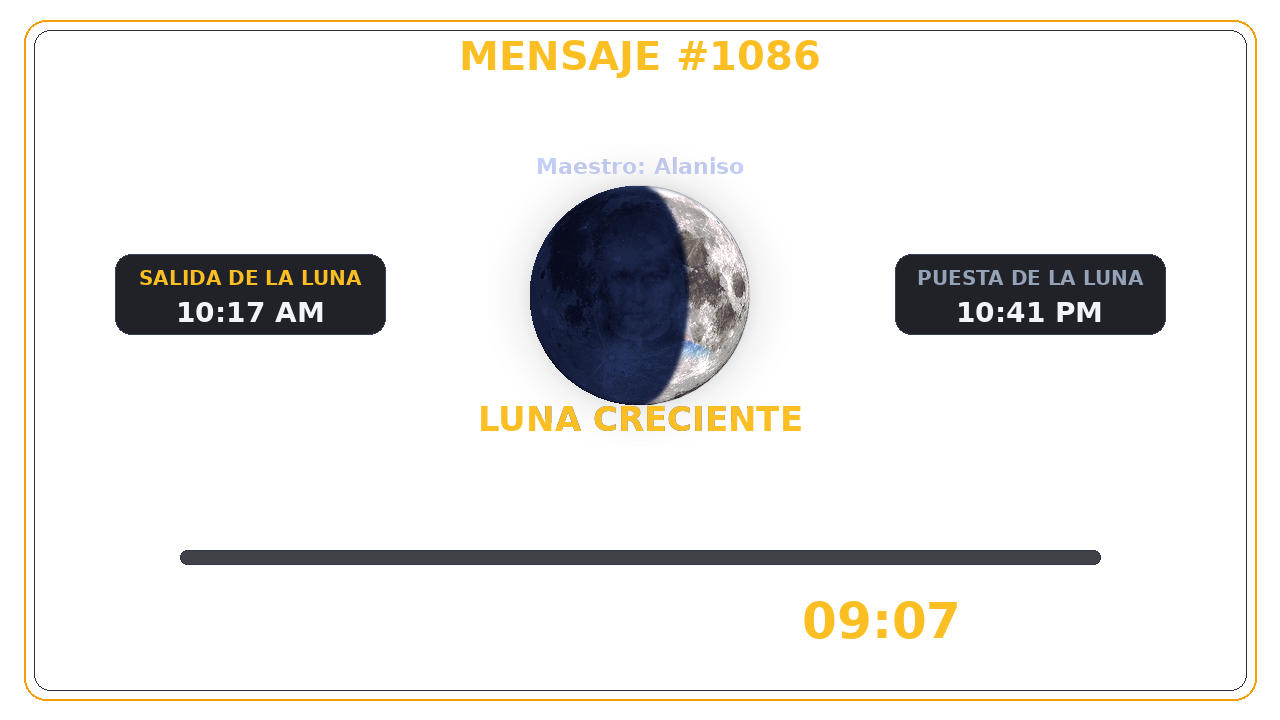 MENSAJE #1086
Maestro: Alaniso
SALIDA DE LA LUNA
10:17 AM
PUESTA DE LA LUNA
10:41 PM
LUNA CRECIENTE
09:07